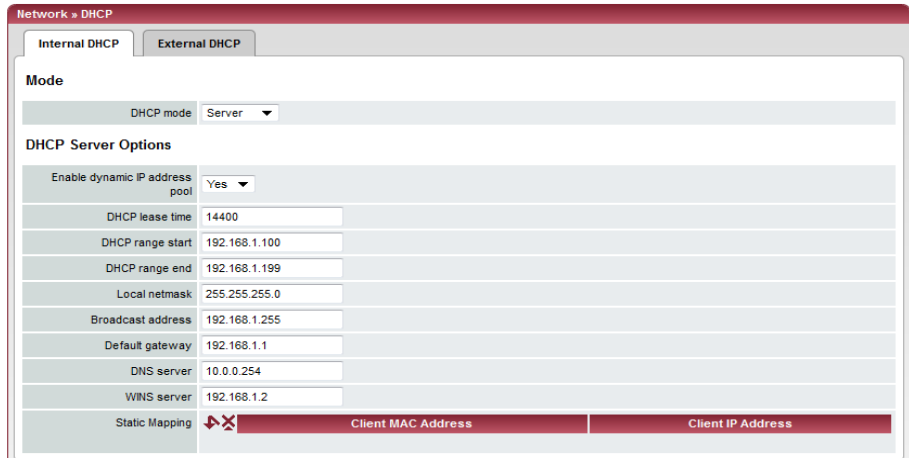 Network » DHCP
Internal DHCP External DHCP
Mode
DHCP mode Server
DHCP Server Options
Enable dynamic IP address
pool Yes
DHCP lease time 14400
DHCP range start 192.168.1.100
DHCP range end 192.168.1.199
Local netmask 255.255.255.0
Broadcast address 192.168.1.255
Default gateway 192.168.1.1
DNS server 10.0.0.254
WINS server 192.168.1.2
Static Mapping Client MAC Address Client IP Address